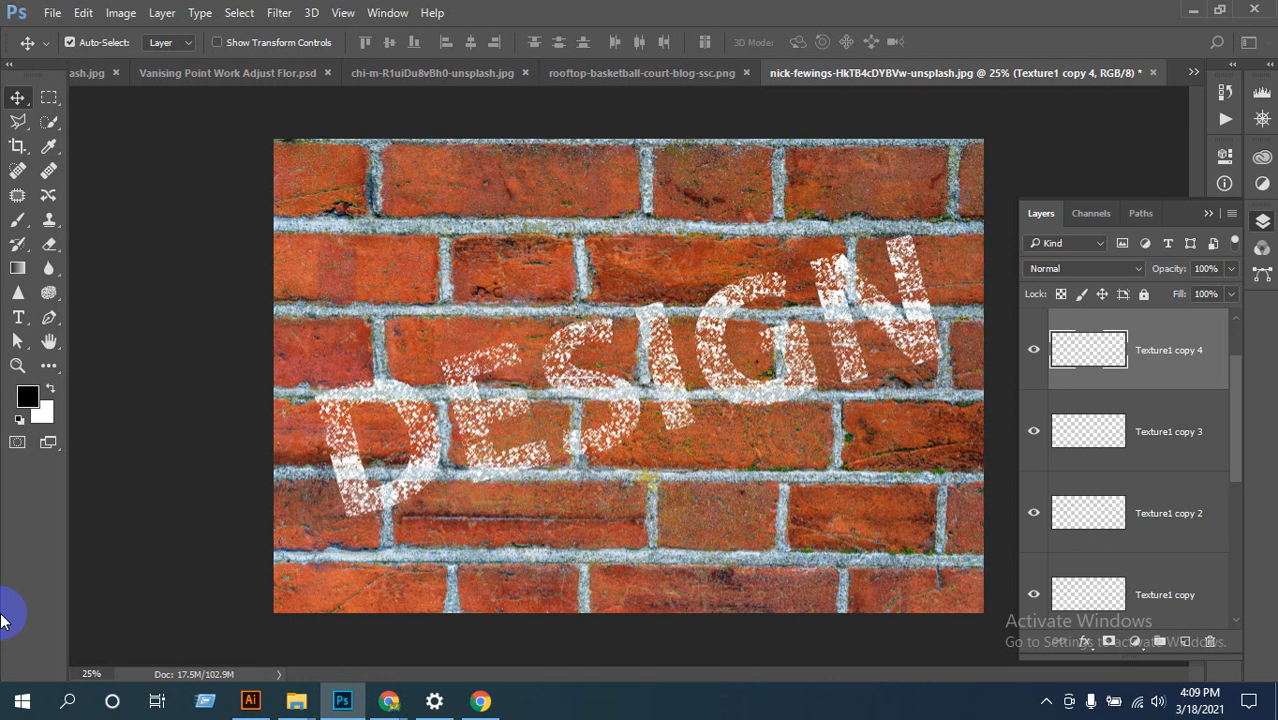 Ps File Edit Image Layer Type Select Filter 3D View Window Help
Auto-Select: Layer Show Transform Controls 3D Mode:
ash.jpg × Vanising Point Work Adjust Flor.psd × chi-m-R1uiDu8vBh0-unsplash.jpg × rooftop-basketball-court-blog-ssc.png × nick-fewings-HkTB4cDYBVw-unsplash.jpg @ 25% (Texture1 copy 4, RGB/8) * ×
DESIGN
Layers Channels Paths
Kind
Normal Opacity: 100%
Lock: Fill: 100%
Texture1 copy 4
Texture1 copy 3
Texture1 copy 2
Texture1 copy
Activate Windows
Go to Settings to activate Windows.
25% Doc: 17.5M/102.9M
Ai Ps
4:09 PM
3/18/2021